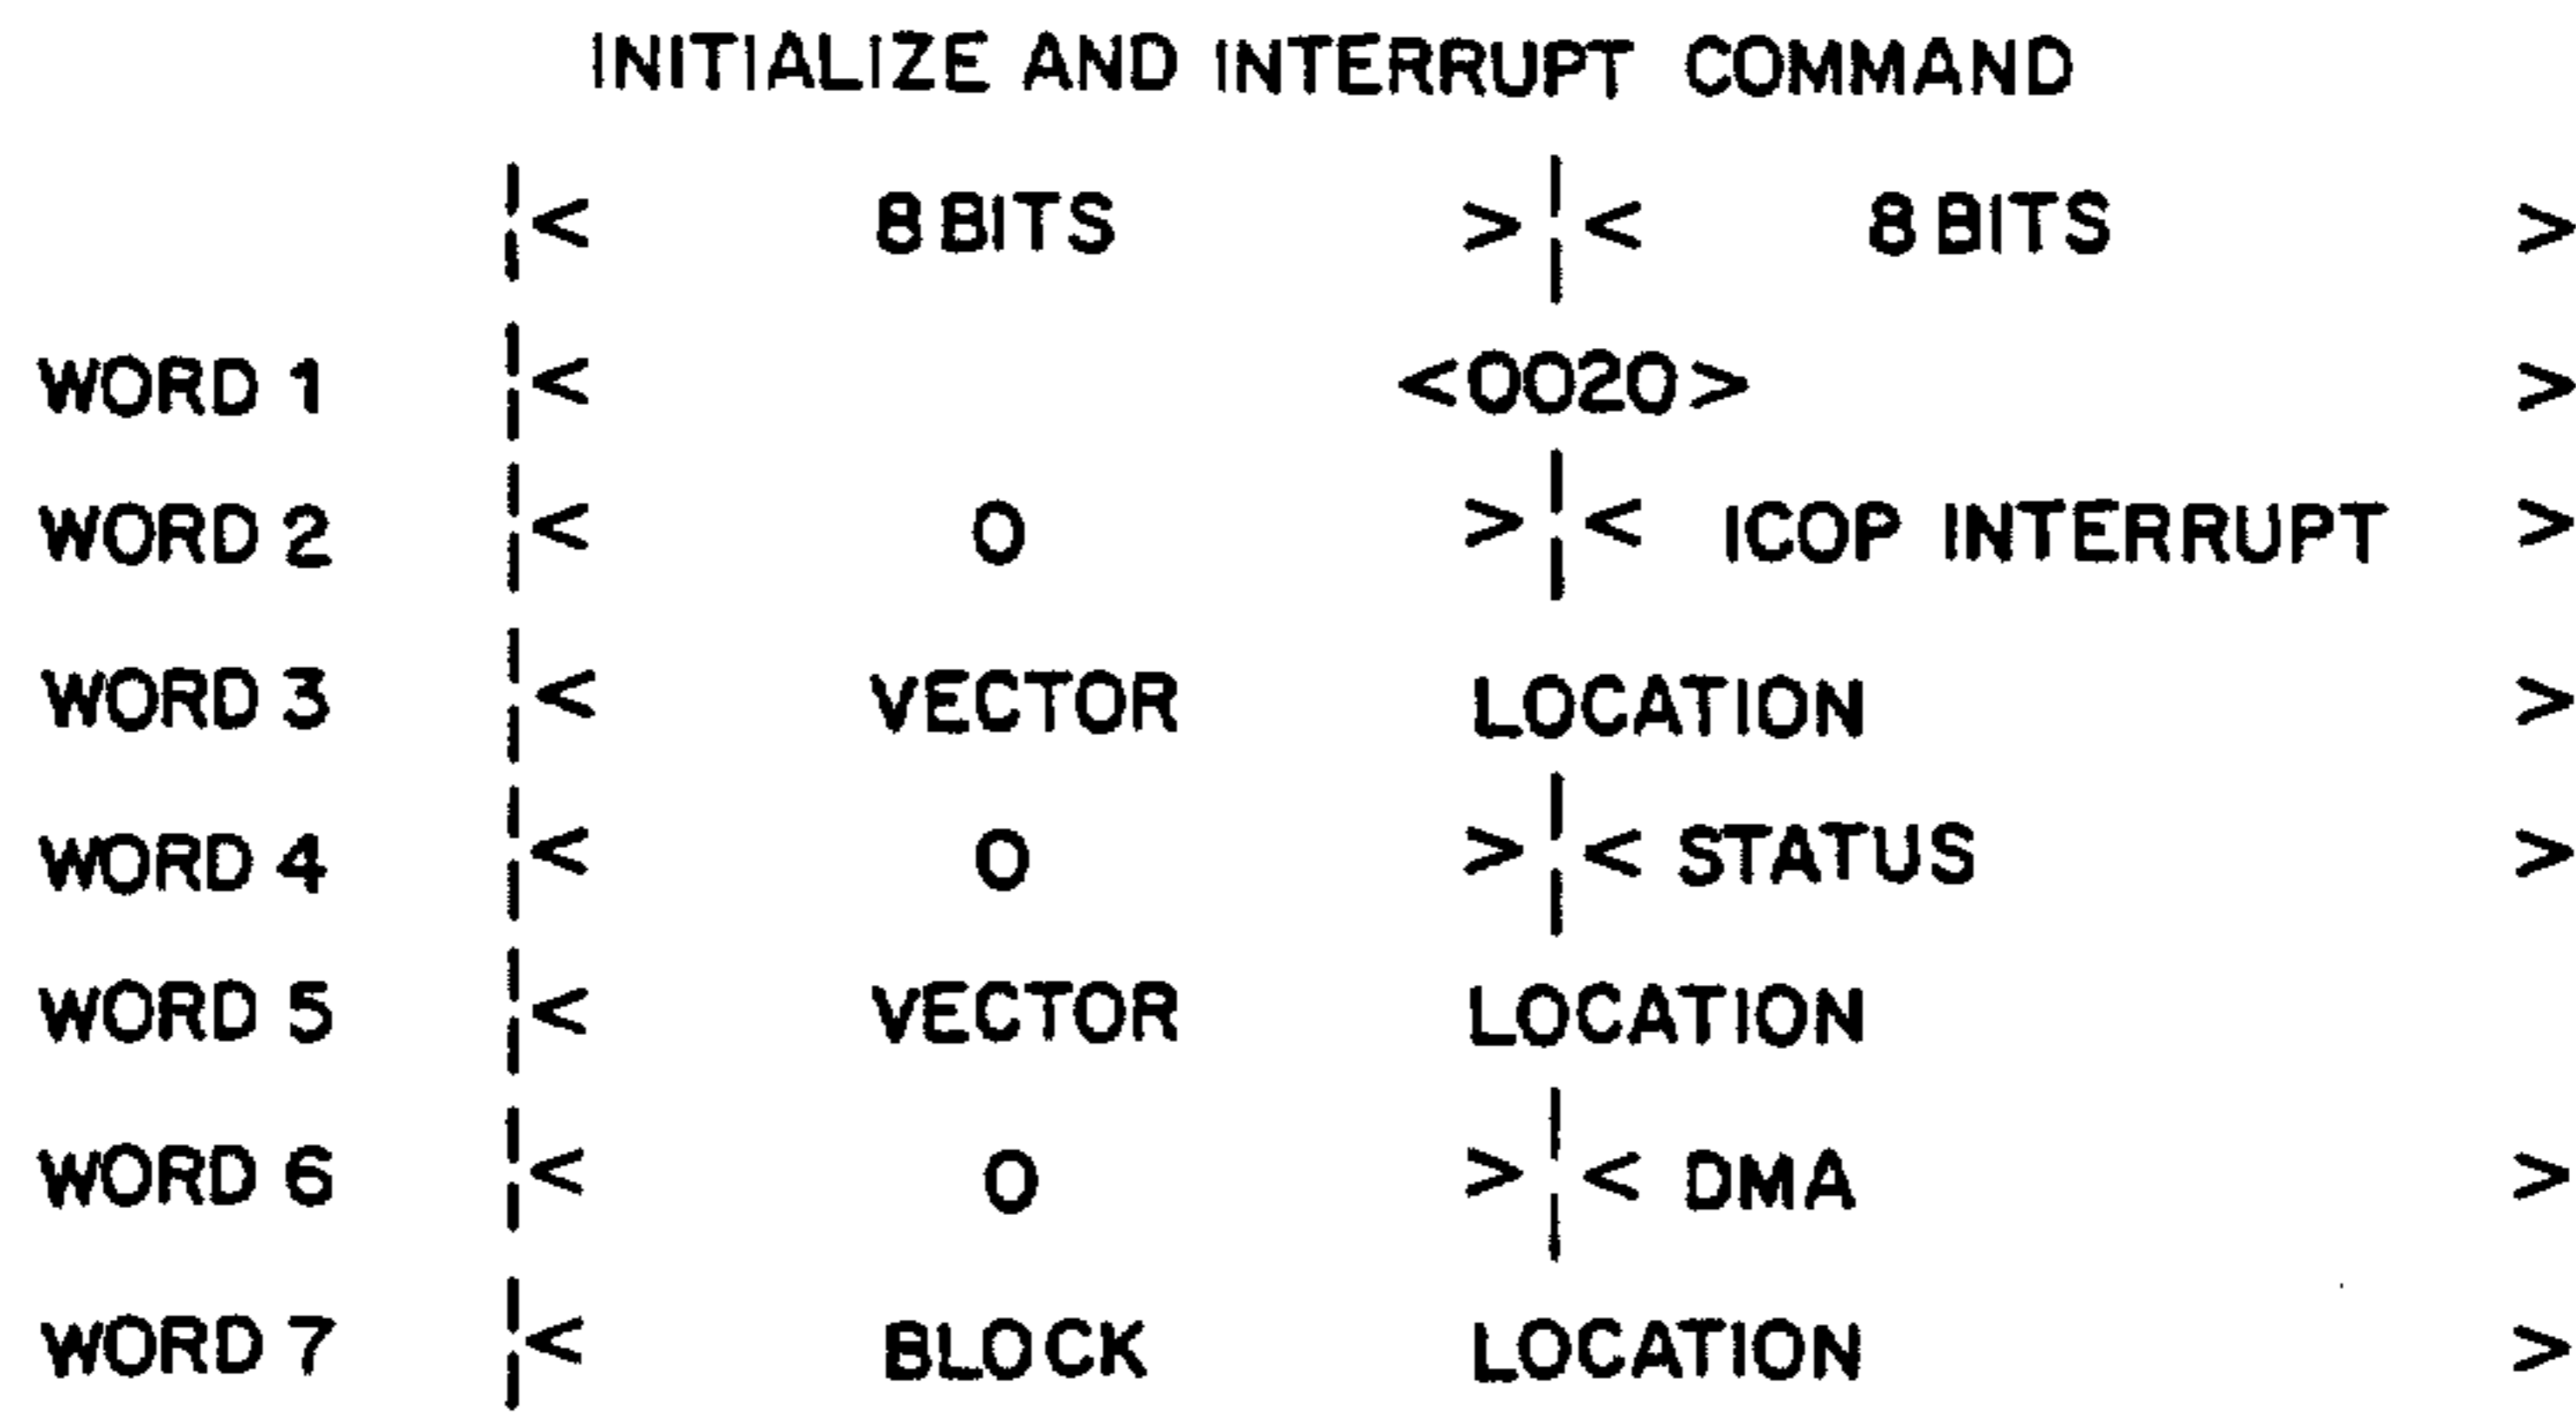 INITIALIZE AND INTERRUPT COMMAND
|< 8 BITS >|< 8 BITS >
WORD 1 |< <0020> >
WORD 2 |< 0 >|< ICOP INTERRUPT >
WORD 3 |< VECTOR LOCATION >
WORD 4 |< 0 >|< STATUS >
WORD 5 |< VECTOR LOCATION
WORD 6 |< 0 >|< DMA >
WORD 7 |< BLOCK LOCATION >